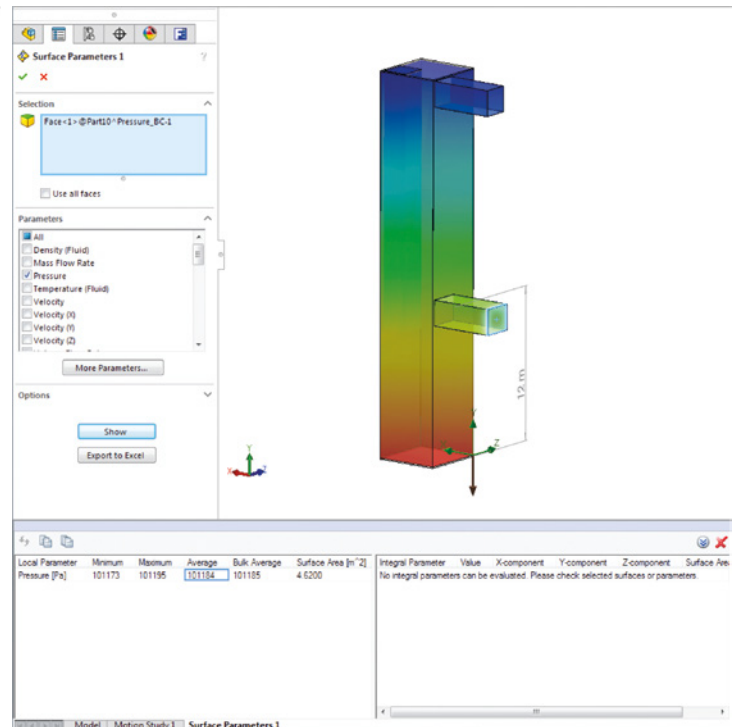 Surface Parameters 1
?
Selection
Face<1>@Part10^Pressure_BC-1
Use all faces
Parameters
All
Density (Fluid)
Mass Flow Rate
Pressure
Temperature (Fluid)
Velocity
Velocity (X)
Velocity (Y)
Velocity (Z)
More Parameters...
Options
Show
Export to Excel
Y
X
Z
12 m
Y
Z
Local Parameter Minimum Maximum Average Bulk Average Surface Area [m^2]
Pressure [Pa] 101173 101195 101184 101185 4.6200
Integral Parameter Value X-component Y-component Z-component Surface Are
No integral parameters can be evaluated. Please check selected surfaces or parameters.
Model Motion Study 1 Surface Parameters 1